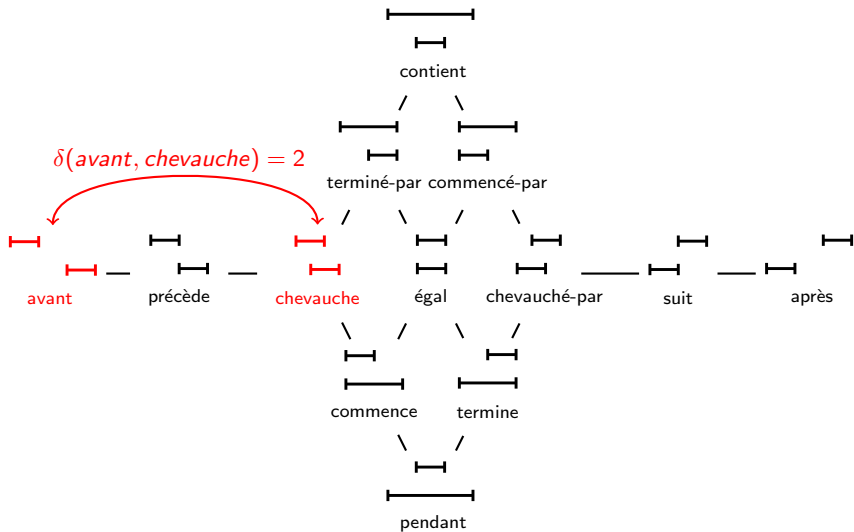 contient
δ(avant, chevauche) = 2
terminé-par commencé-par
avant précède chevauche égal chevauché-par suit après
commence termine
pendant